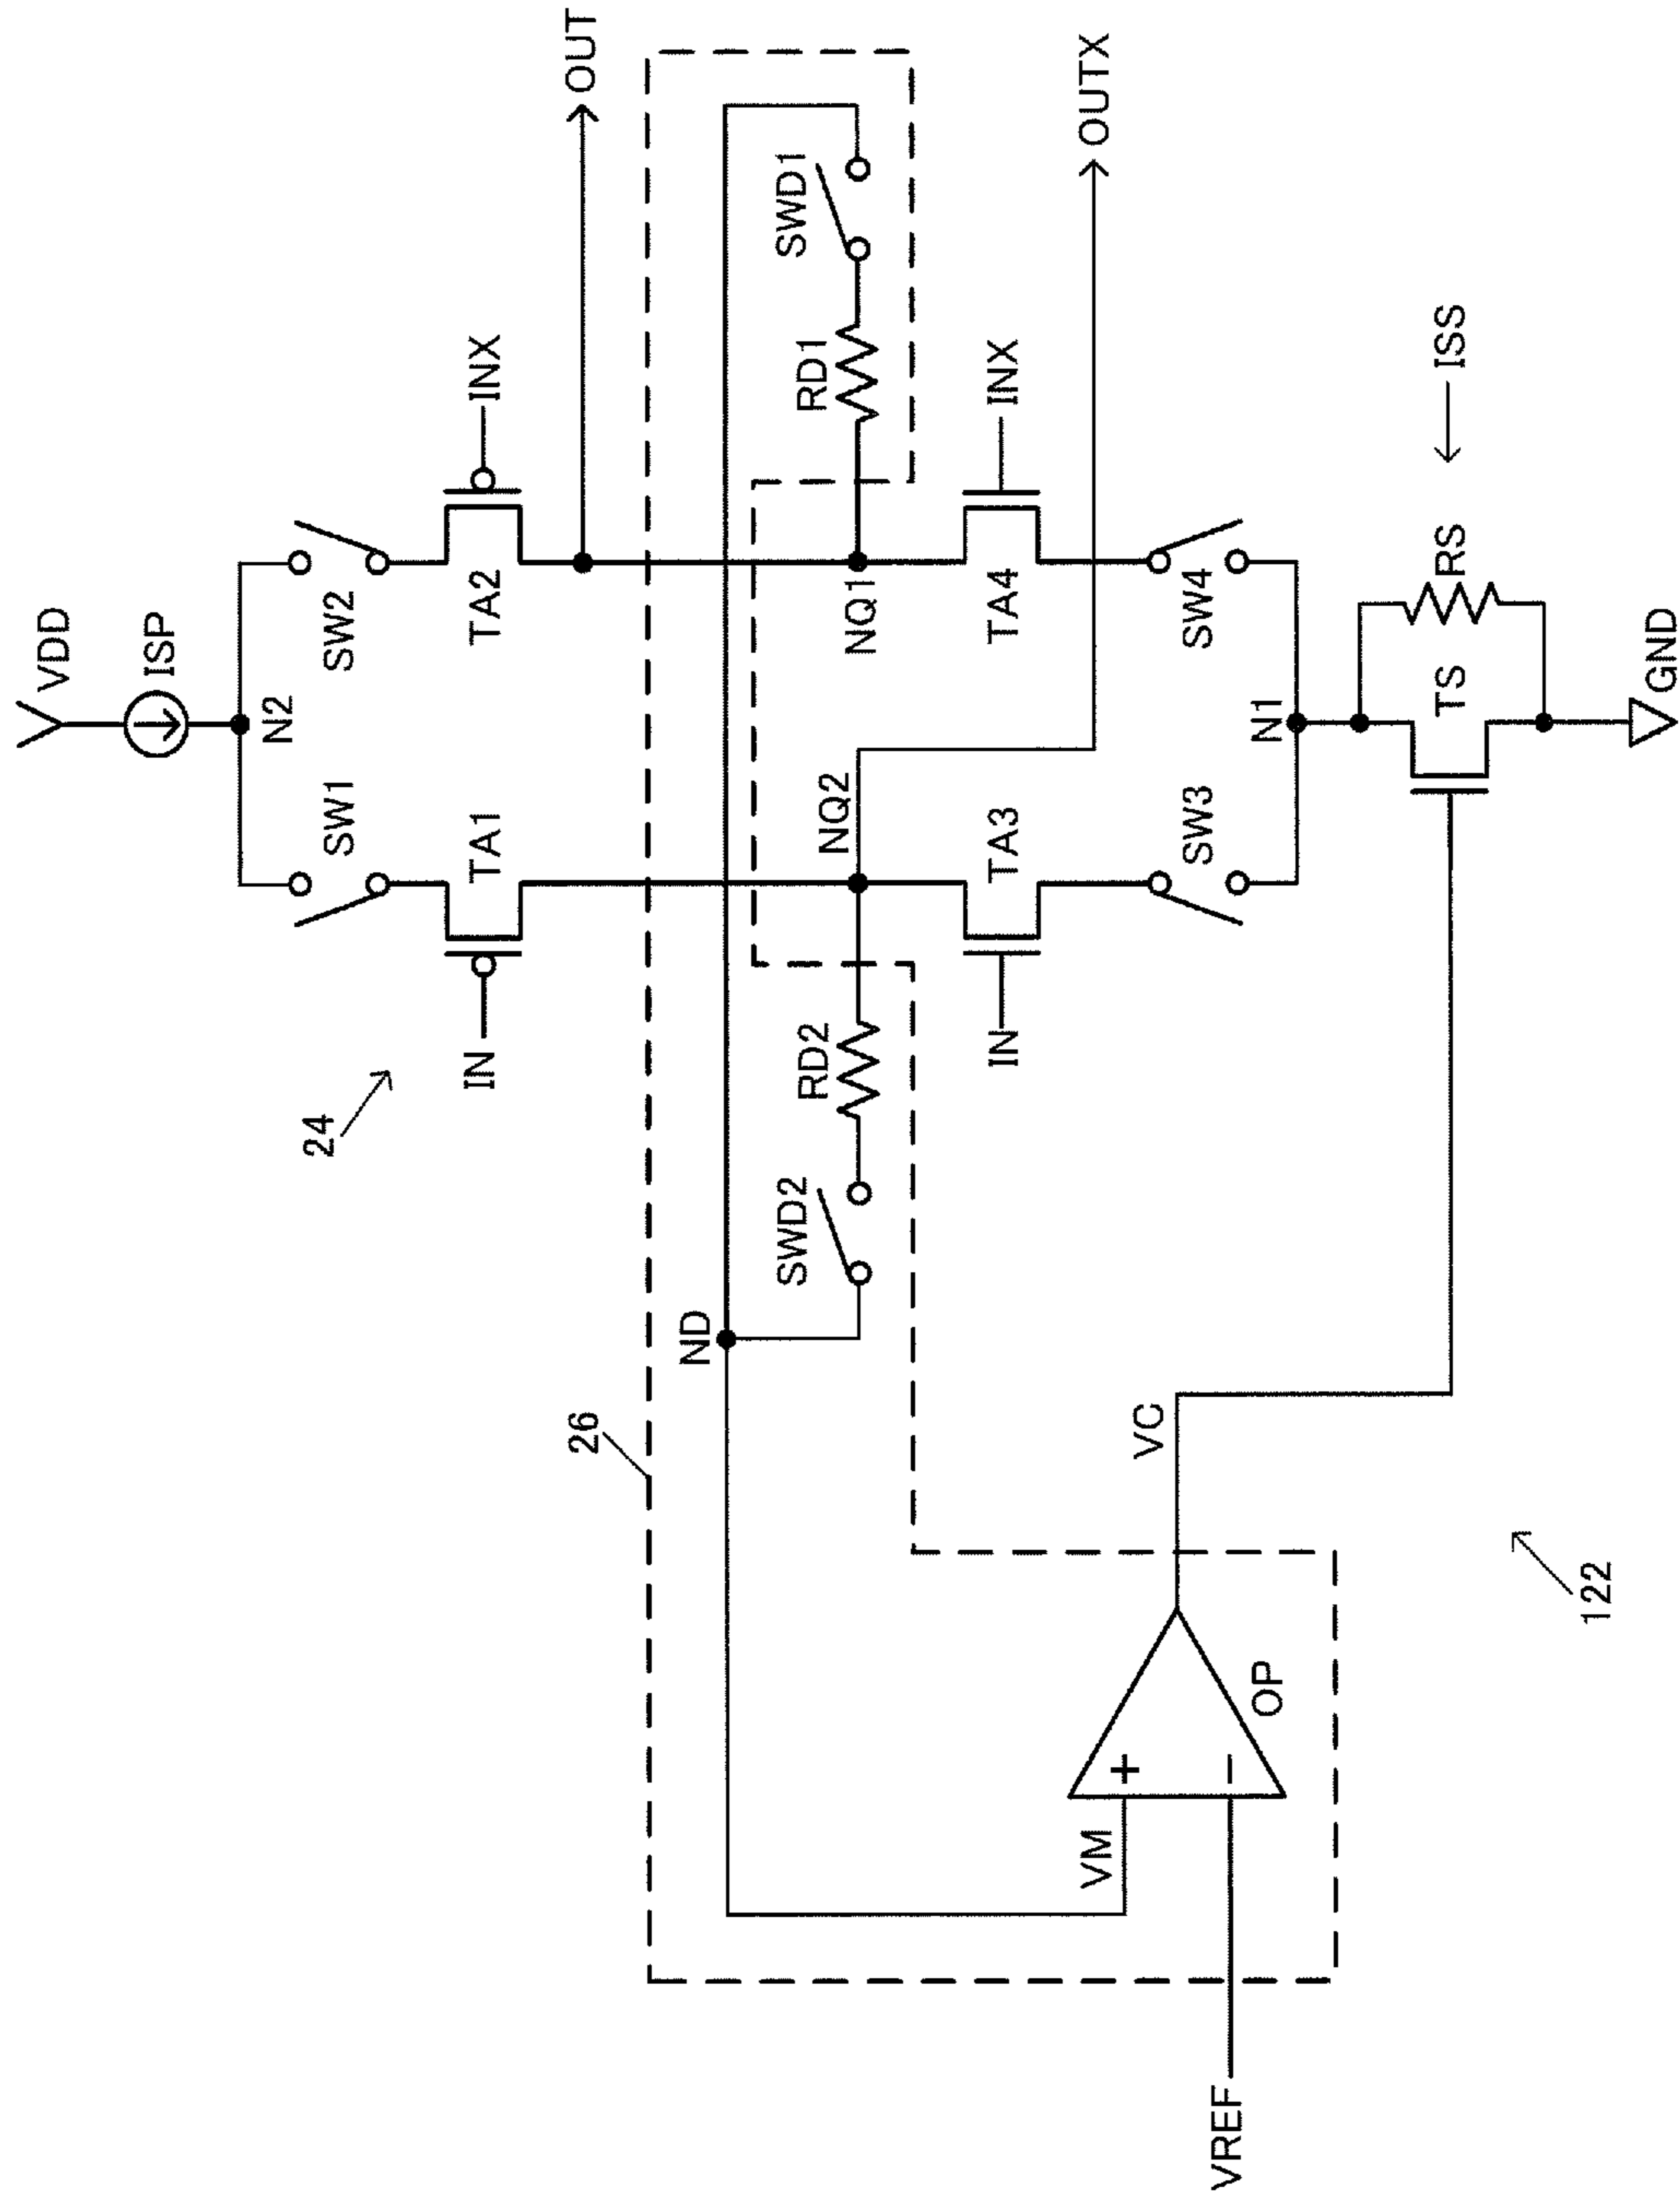 VDD
ISP
N2
SW1
SW2
TA1
TA2
IN
INX
24
OUT
26
ND
SWD2
RD2
NQ2
NQ1
RD1
SWD1
IN
TA3
TA4
INX
OUTX
VM
+
−
OP
VC
VREF
SW3
SW4
N1
TS
RS
ISS
122
GND